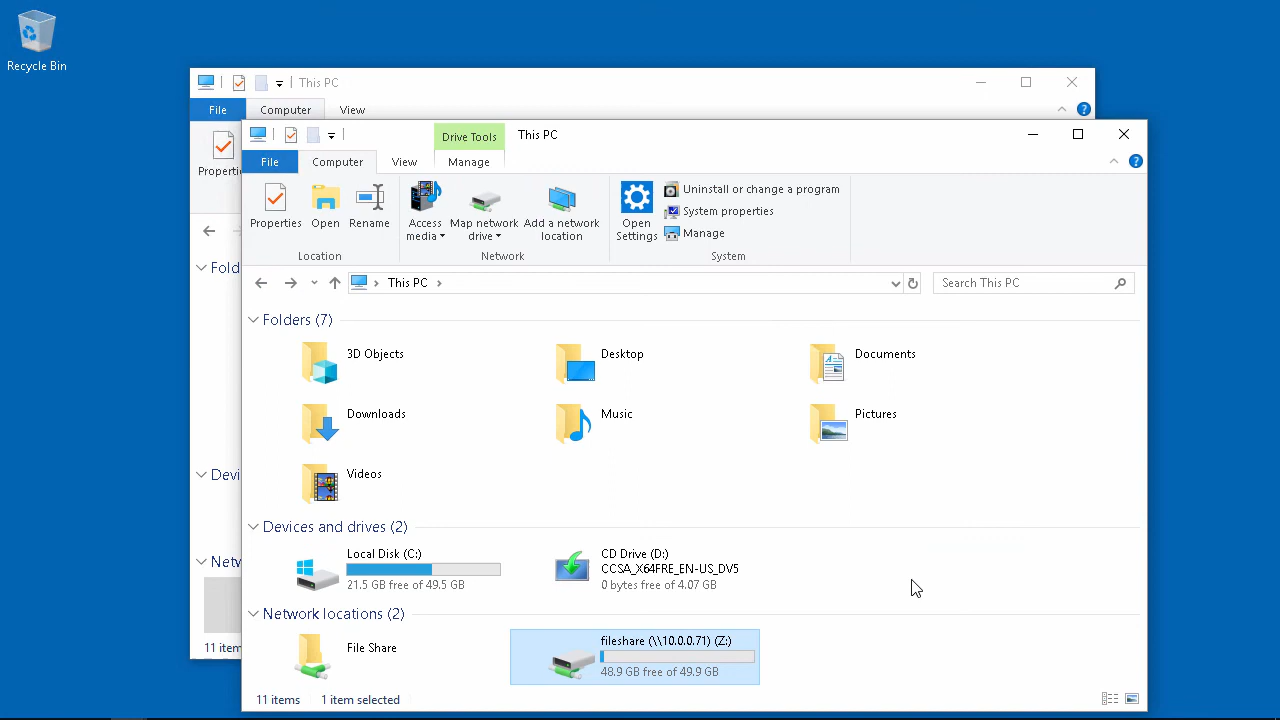 Recycle Bin
This PC
File
Computer
View
Properti
Fold
Devi
Netw
11 item
Drive Tools
This PC
File
Computer
View
Manage
Properties
Open
Rename
Location
Access
media
Map network
drive
Add a network
location
Network
Open
Settings
Uninstall or change a program
System properties
Manage
System
This PC
Search This PC
Folders (7)
3D Objects
Desktop
Documents
Downloads
Music
Pictures
Videos
Devices and drives (2)
Local Disk (C:)
21.5 GB free of 49.5 GB
CD Drive (D:)
CCSA_X64FRE_EN-US_DV5
0 bytes free of 4.07 GB
Network locations (2)
File Share
fileshare (\\10.0.0.71) (Z:)
48.9 GB free of 49.9 GB
11 items
1 item selected